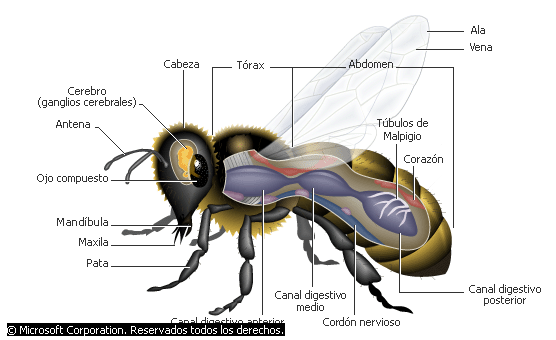 Ala
Vena
Cabeza
Tórax
Abdomen
Cerebro
(ganglios cerebrales)
Antena
Túbulos de
Malpigio
Corazón
Ojo compuesto
Mandíbula
Maxila
Pata
Canal digestivo
posterior
Canal digestivo
medio
Canal digestivo anterior
Cordón nervioso
© Microsoft Corporation. Reservados todos los derechos.